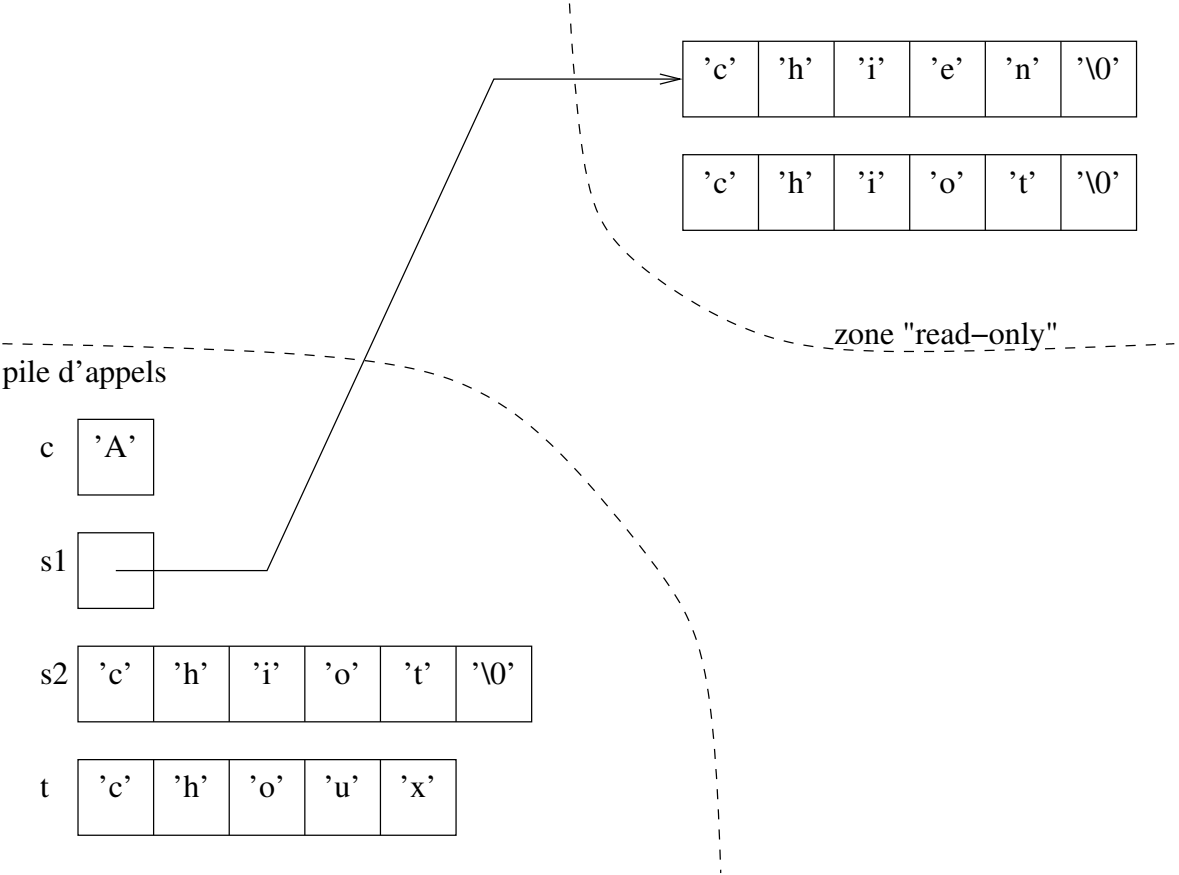 ’c’ ’h’ ’i’ ’e’ ’n’ ’\0’
’c’ ’h’ ’i’ ’o’ ’t’ ’\0’
zone "read−only"
pile d’appels
c ’A’
s1
s2 ’c’ ’h’ ’i’ ’o’ ’t’ ’\0’
t ’c’ ’h’ ’o’ ’u’ ’x’